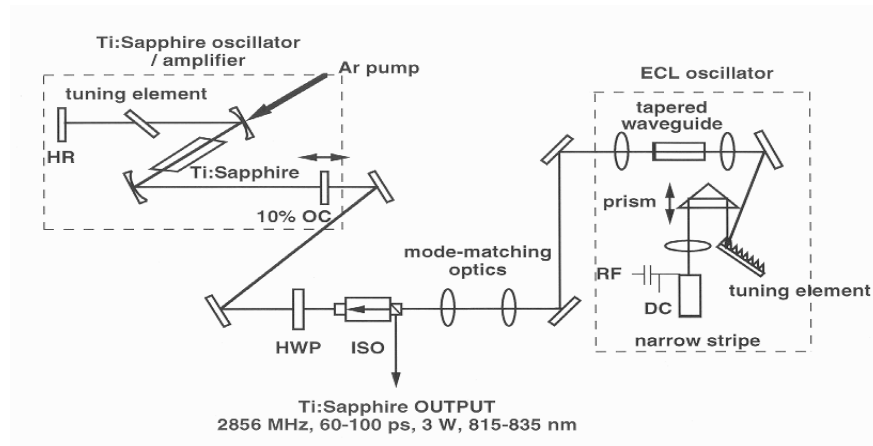 Ti:Sapphire oscillator
/ amplifier
Ar pump
tuning element
HR
Ti:Sapphire
10% OC
ECL oscillator
tapered
waveguide
prism
mode-matching
optics
RF
DC
tuning element
narrow stripe
HWP
ISO
Ti:Sapphire OUTPUT
2856 MHz, 60-100 ps, 3 W, 815-835 nm